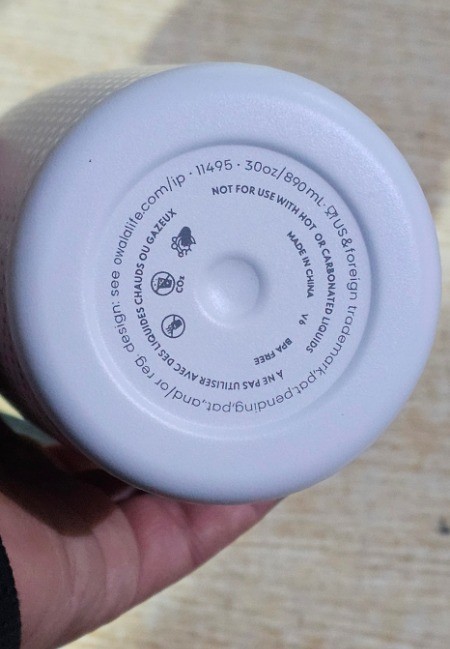 US&foreign trademark,pat.pending,pat,and/or reg. design: see owalalife.com/ip · 11495 · 30oz/890mL·
NOT FOR USE WITH HOT OR CARBONATED LIQUIDS
À NE PAS UTILISER AVEC DES LIQUIDES CHAUDS OU GAZEUX
MADE IN CHINA
V6
BPA FREE
CO₂